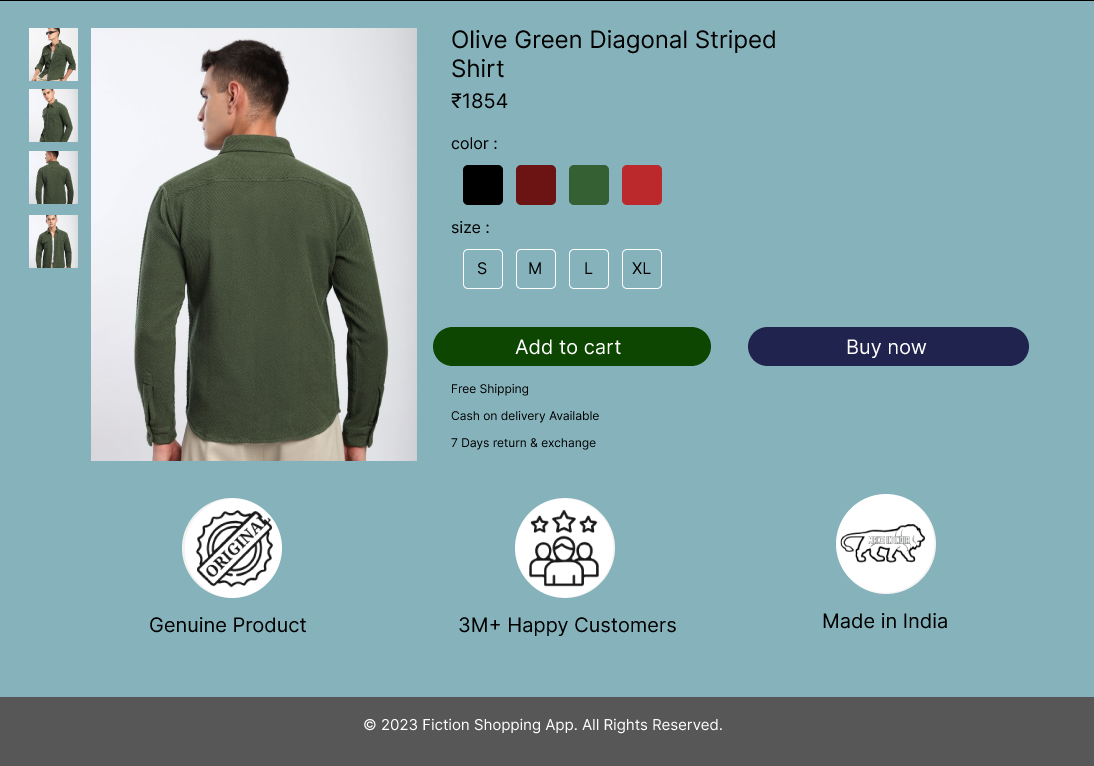 Olive Green Diagonal Striped
Shirt
₹1854
color :
size :
S M L XL
Add to cart
Buy now
Free Shipping
Cash on delivery Available
7 Days return & exchange
ORIGINAL
Genuine Product
3M+ Happy Customers
Made in India
© 2023 Fiction Shopping App. All Rights Reserved.